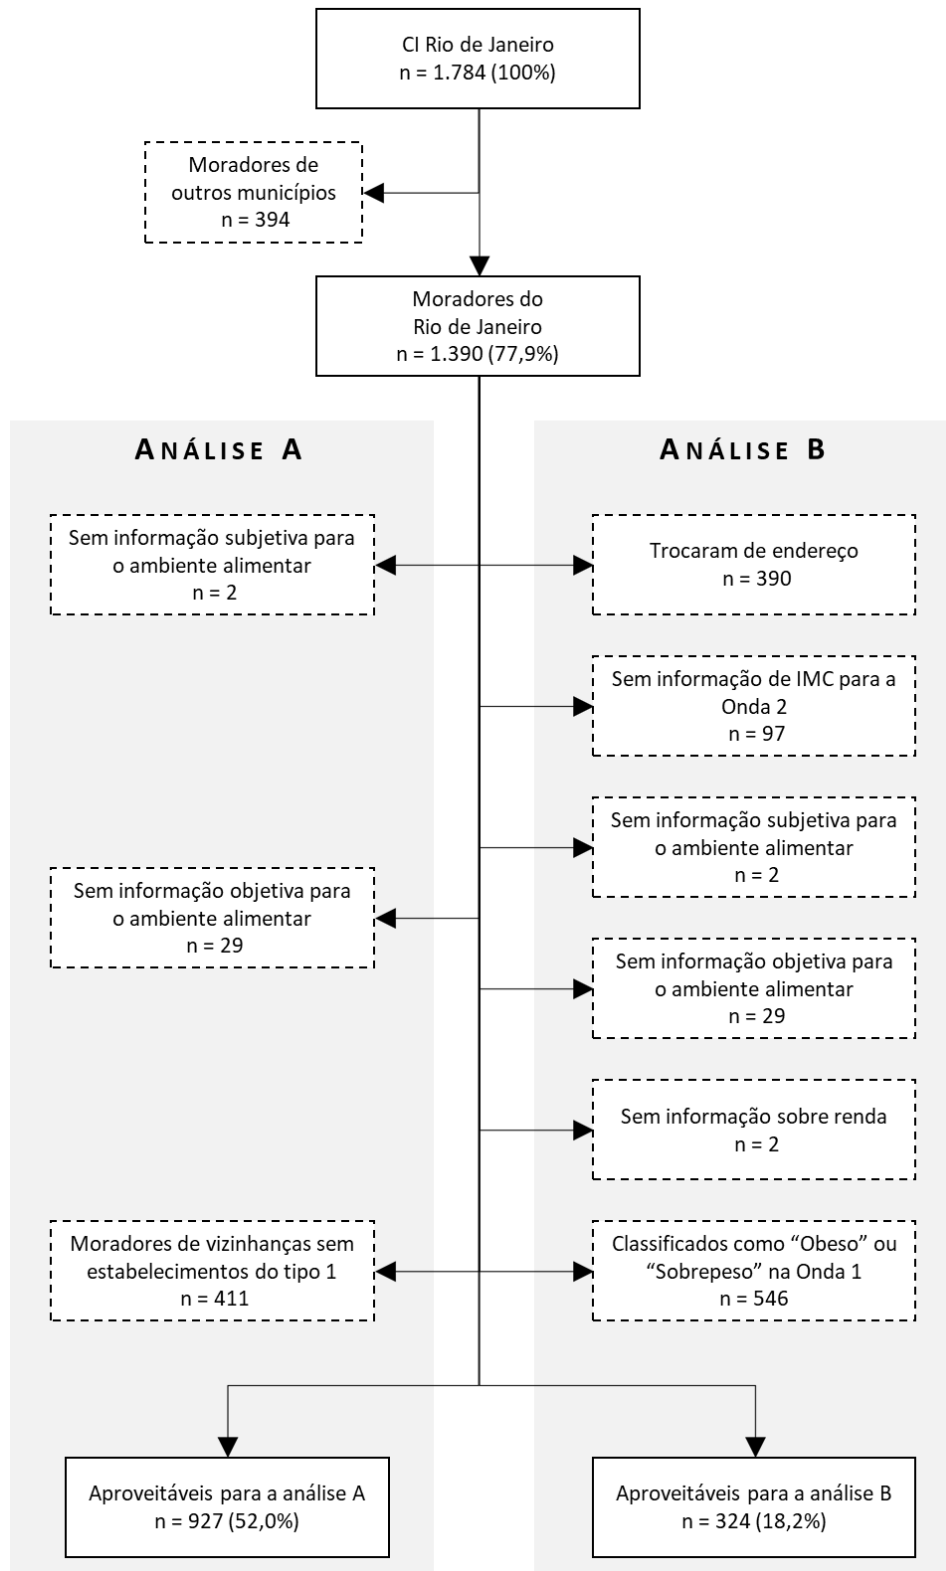 CI Rio de Janeiro
n = 1.784 (100%)
Moradores de
outros municípios
n = 394
Moradores do
Rio de Janeiro
n = 1.390 (77,9%)
ANÁLISE A
Sem informação subjetiva para
o ambiente alimentar
n = 2
Sem informação objetiva para
o ambiente alimentar
n = 29
Moradores de vizinhanças sem
estabelecimentos do tipo 1
n = 411
Aproveitáveis para a análise A
n = 927 (52,0%)
ANÁLISE B
Trocaram de endereço
n = 390
Sem informação de IMC para a
Onda 2
n = 97
Sem informação subjetiva para
o ambiente alimentar
n = 2
Sem informação objetiva para
o ambiente alimentar
n = 29
Sem informação sobre renda
n = 2
Classificados como “Obeso” ou
“Sobrepeso” na Onda 1
n = 546
Aproveitáveis para a análise B
n = 324 (18,2%)